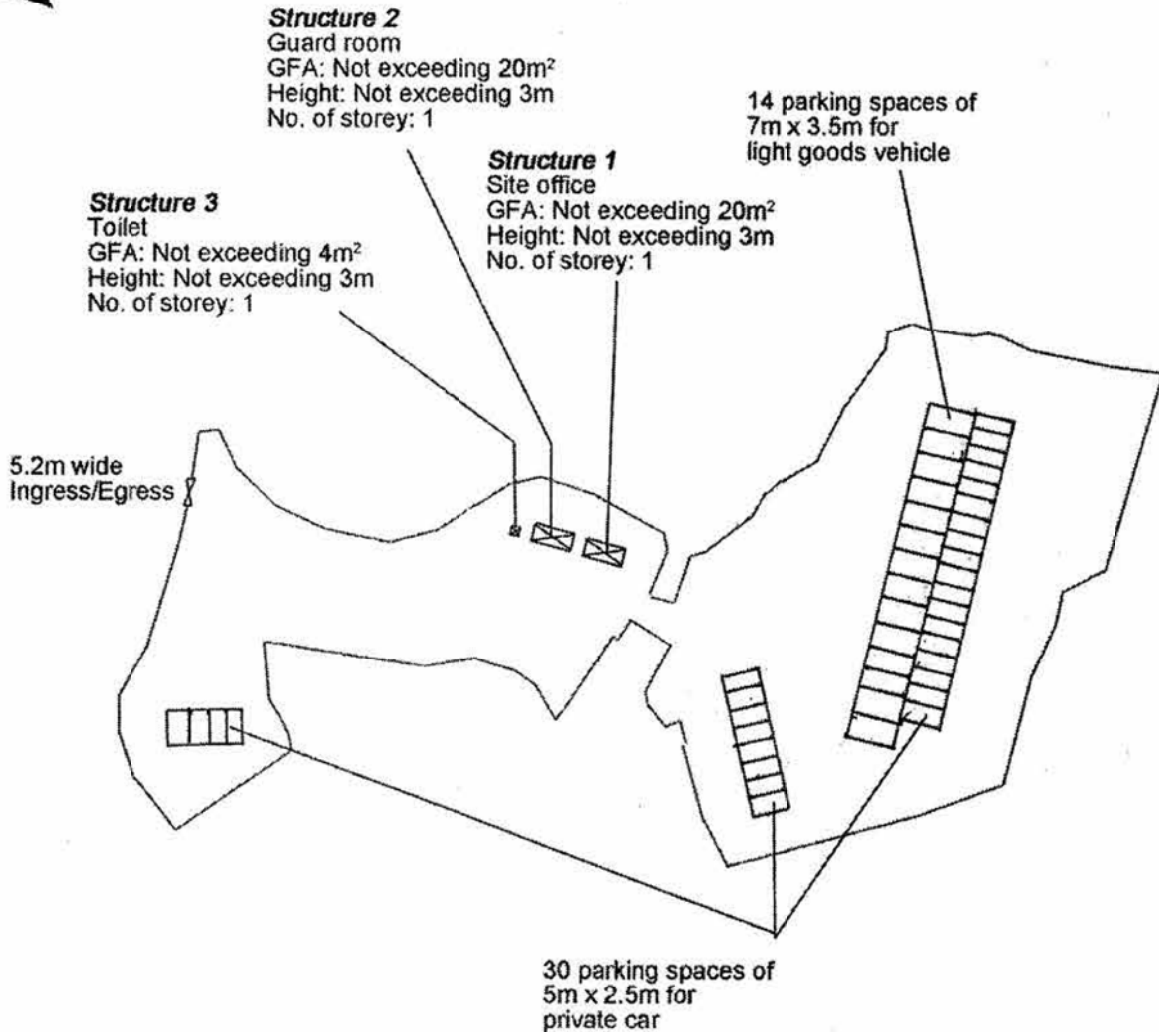 Structure 2
Guard room
GFA: Not exceeding 20m²
Height: Not exceeding 3m
No. of storey: 1
14 parking spaces of
7m x 3.5m for
light goods vehicle
Structure 1
Site office
GFA: Not exceeding 20m²
Height: Not exceeding 3m
No. of storey: 1
Structure 3
Toilet
GFA: Not exceeding 4m²
Height: Not exceeding 3m
No. of storey: 1
5.2m wide
Ingress/Egress
30 parking spaces of
5m x 2.5m for
private car